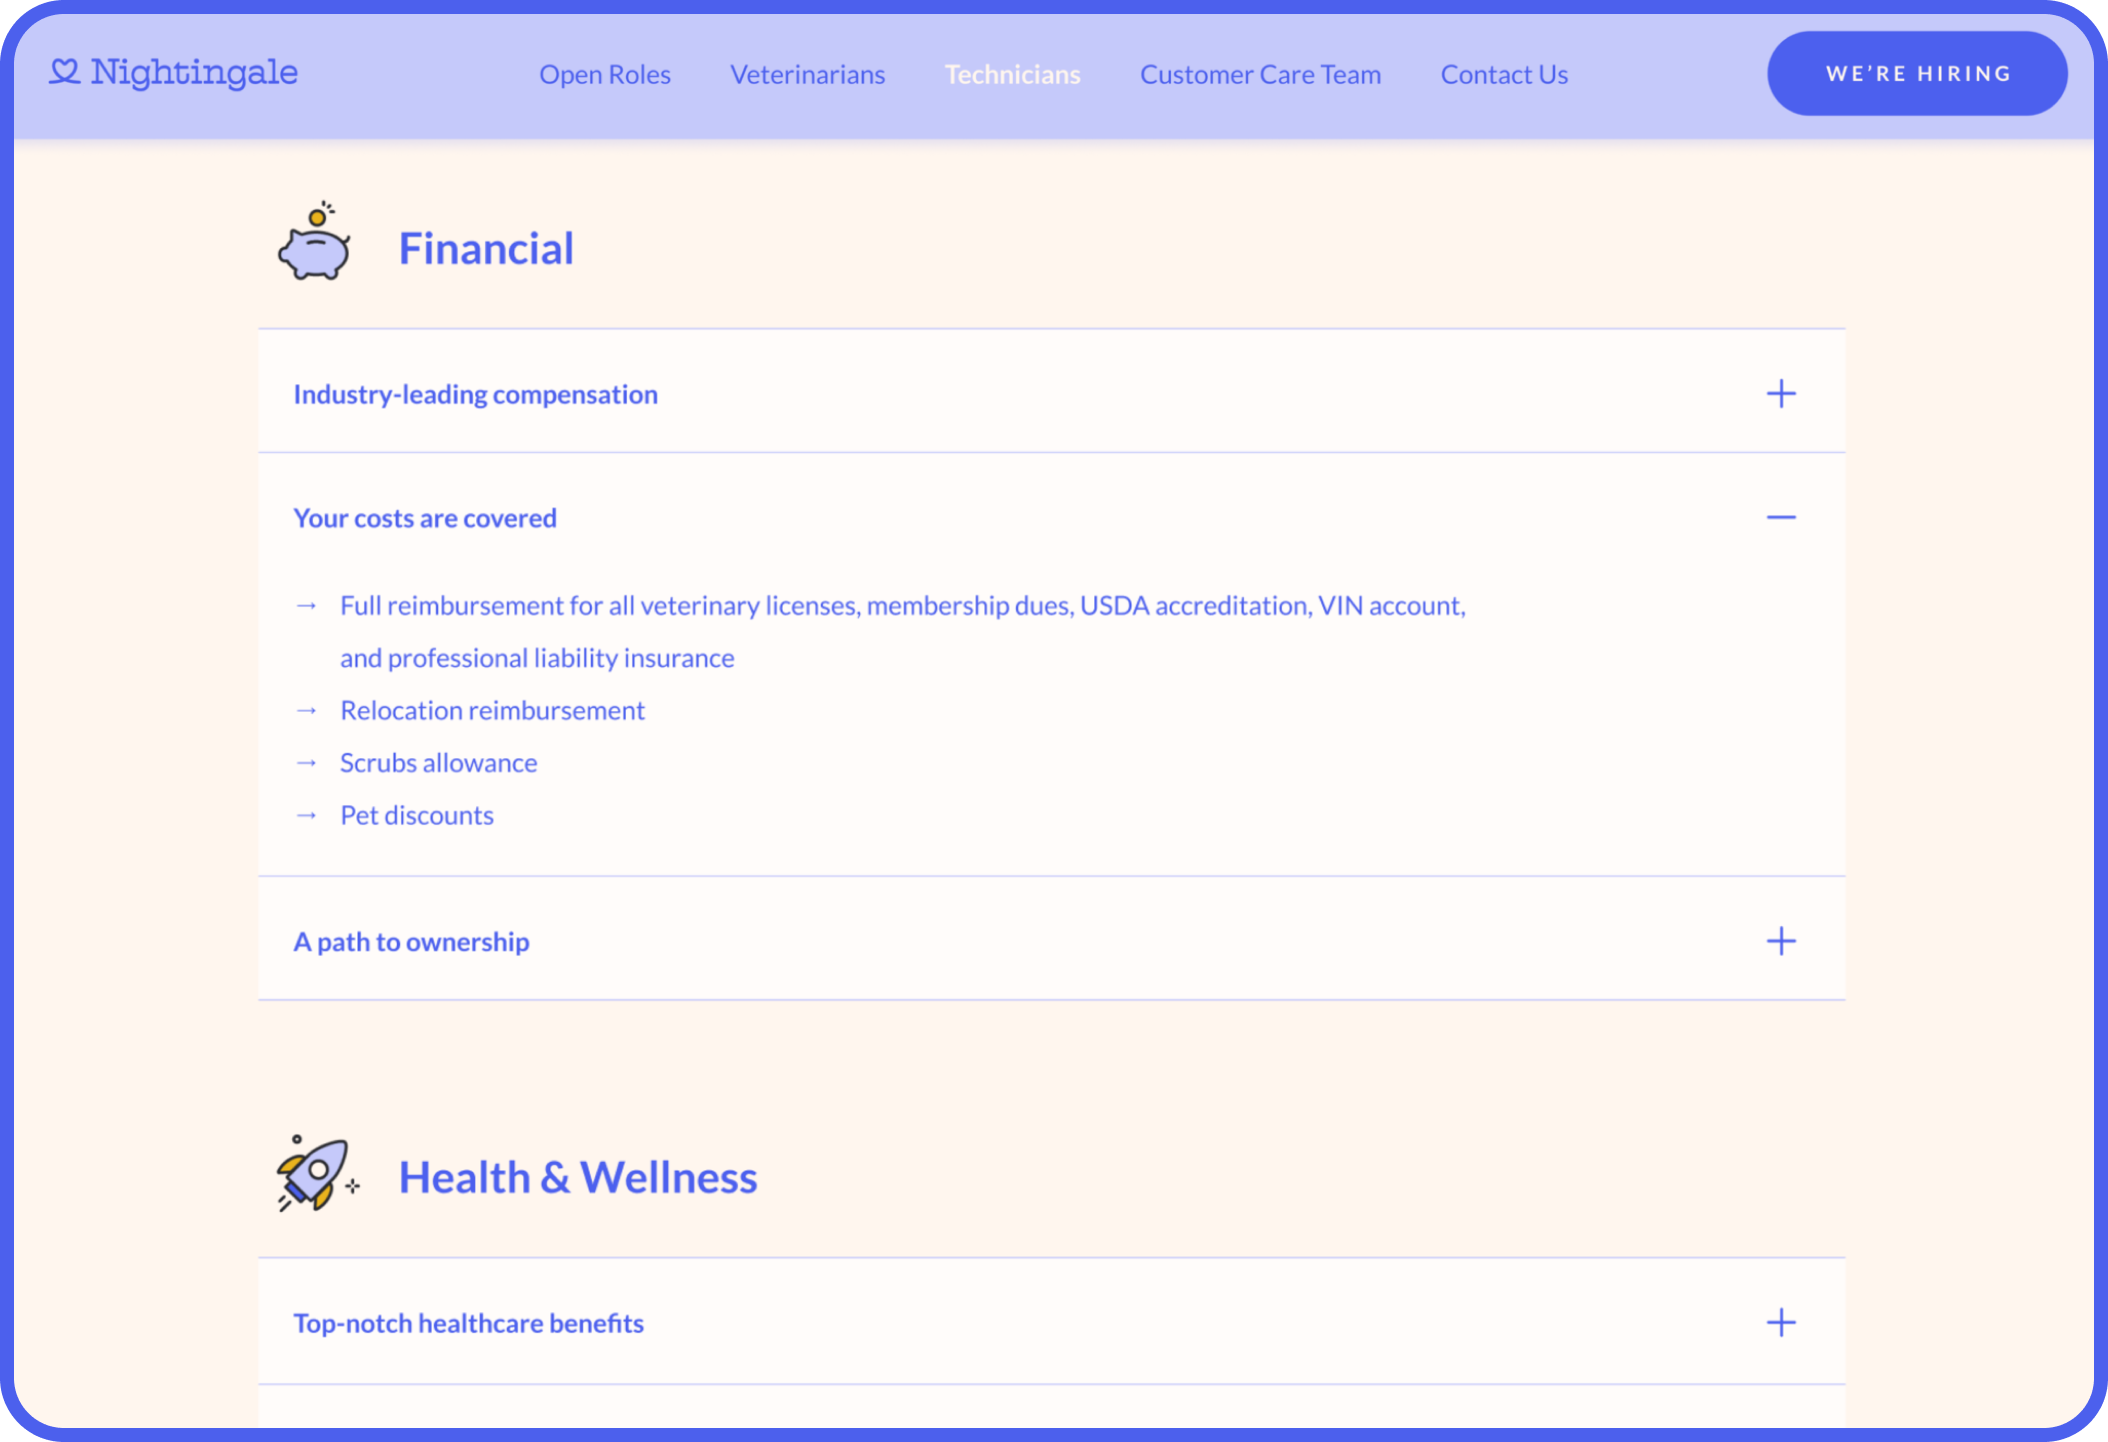 Nightingale
Open Roles
Veterinarians
Technicians
Customer Care Team
Contact Us
WE’RE HIRING
Financial
Industry-leading compensation
Your costs are covered
→ Full reimbursement for all veterinary licenses, membership dues, USDA accreditation, VIN account,
and professional liability insurance
→ Relocation reimbursement
→ Scrubs allowance
→ Pet discounts
A path to ownership
Health & Wellness
Top-notch healthcare benefits